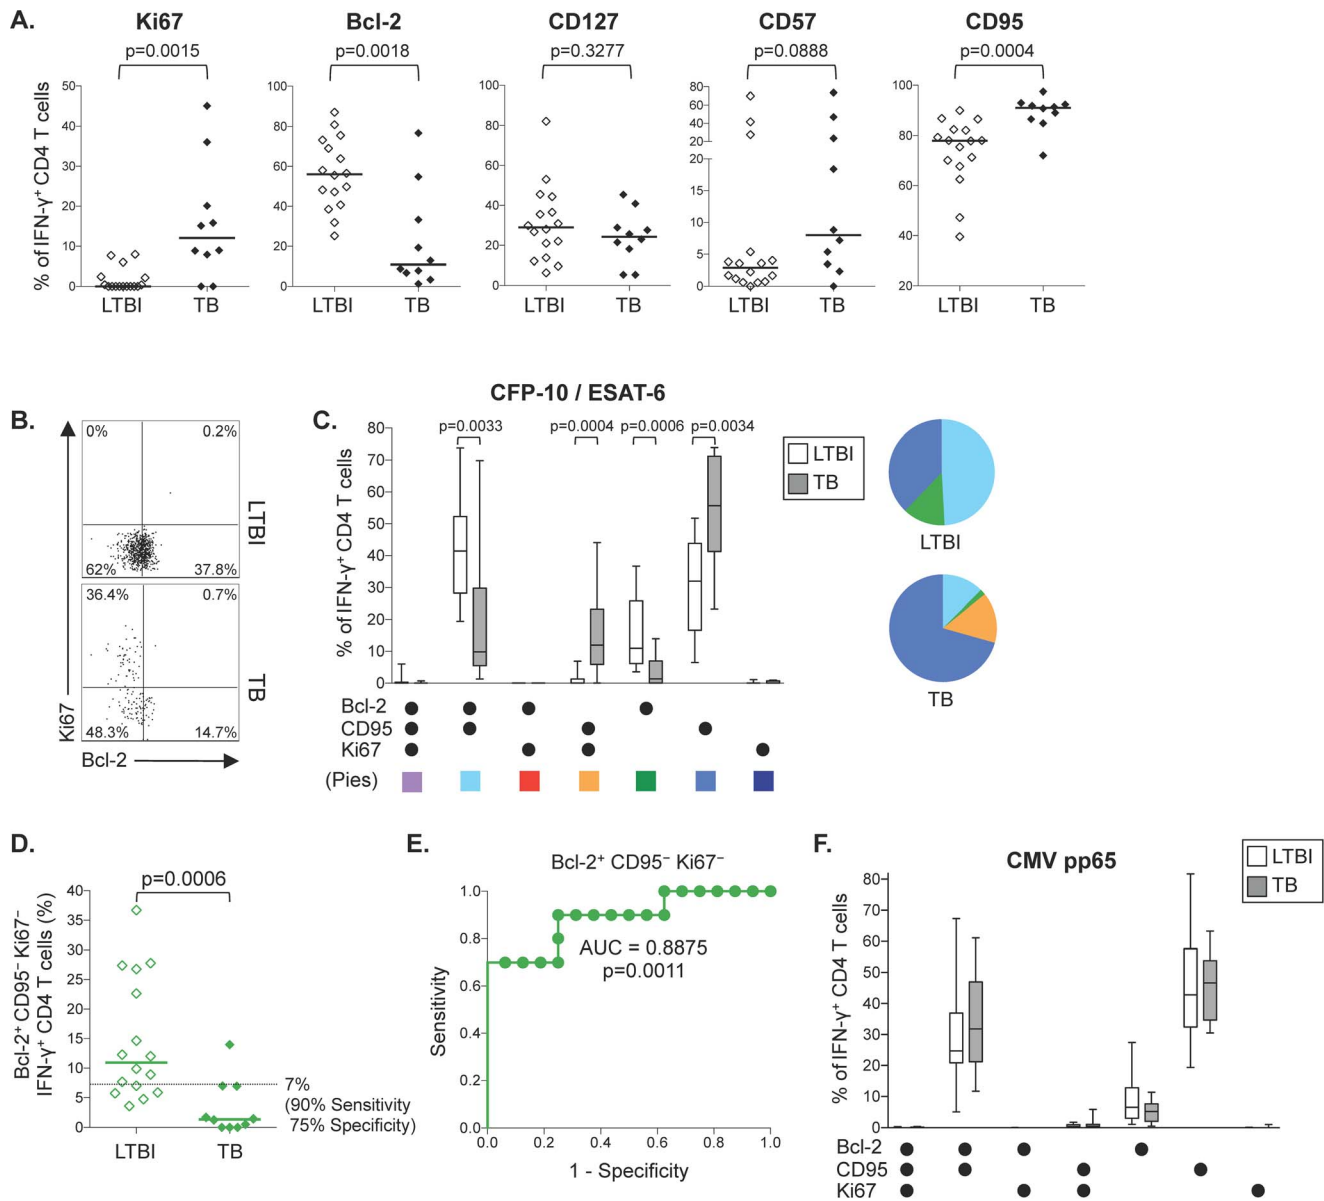 A.
Ki67
Bcl-2
CD127
CD57
CD95
p=0.0015
p=0.0018
p=0.3277
p=0.0888
p=0.0004
% of IFN-γ⁺ CD4 T cells
50
40
30
20
10
0
LTBI
TB
100
80
60
40
20
0
LTBI
TB
100
80
60
40
20
0
LTBI
TB
80
60
40
20
20
15
10
5
0
LTBI
TB
100
80
60
40
20
LTBI
TB
B.
0%
0.2%
62%
37.8%
LTBI
36.4%
0.7%
48.3%
14.7%
TB
Ki67
Bcl-2
C.
CFP-10 / ESAT-6
p=0.0033
p=0.0004
p=0.0006
p=0.0034
% of IFN-γ⁺ CD4 T cells
80
70
60
50
40
30
20
10
0
Bcl-2
CD95
Ki67
(Pies)
LTBI
TB
LTBI
TB
D.
p=0.0006
Bcl-2⁺ CD95⁻ Ki67⁻
IFN-γ⁺ CD4 T cells (%)
40
35
30
25
20
15
10
5
0
7%
(90% Sensitivity
75% Specificity)
LTBI
TB
E.
Bcl-2⁺ CD95⁻ Ki67⁻
AUC = 0.8875
p=0.0011
Sensitivity
1.0
0.8
0.6
0.4
0.2
0.0
0.0
0.2
0.4
0.6
0.8
1.0
1 - Specificity
F.
CMV pp65
LTBI
TB
% of IFN-γ⁺ CD4 T cells
80
70
60
50
40
30
20
10
0
Bcl-2
CD95
Ki67